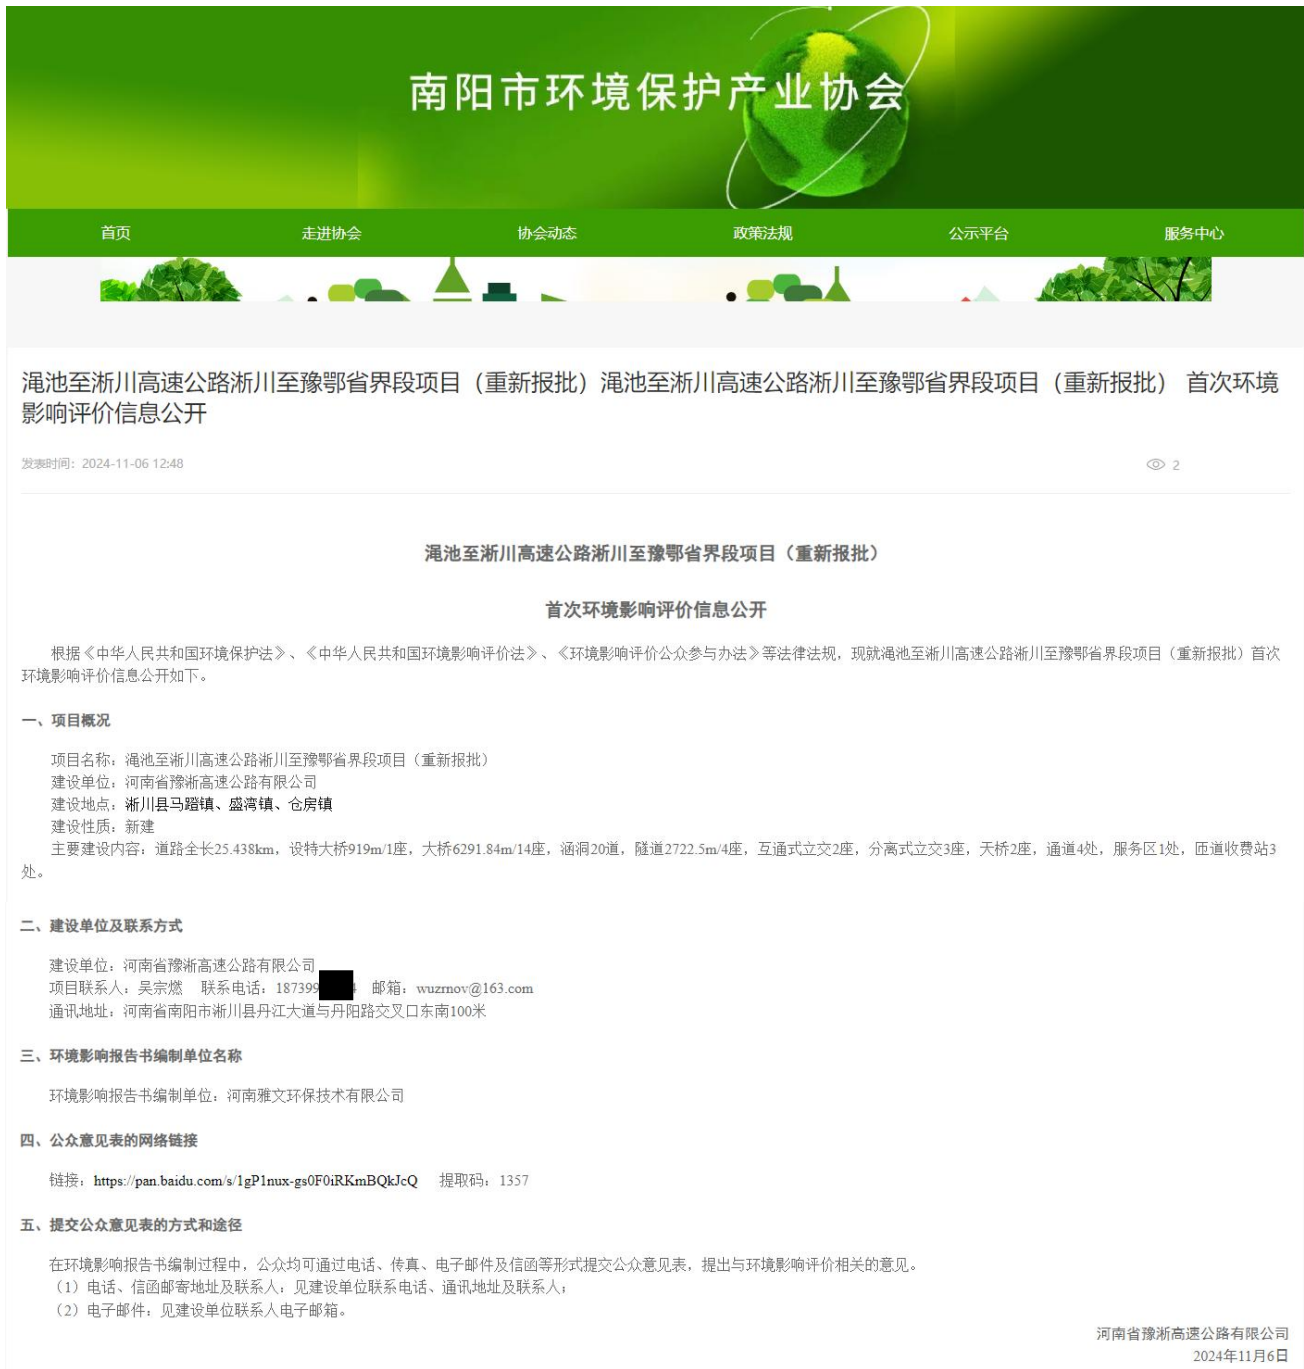 南阳市环境保护产业协会
首页 走进协会 协会动态 政策法规 公示平台 服务中心
渑池至淅川高速公路淅川至豫鄂省界段项目（重新报批）渑池至淅川高速公路淅川至豫鄂省界段项目（重新报批） 首次环境
影响评价信息公开
发表时间：2024-11-06 12:48 2
渑池至淅川高速公路淅川至豫鄂省界段项目（重新报批）
首次环境影响评价信息公开
根据《中华人民共和国环境保护法》、《中华人民共和国环境影响评价法》、《环境影响评价公众参与办法》等法律法规，现就渑池至淅川高速公路淅川至豫鄂省界段项目（重新报批）首次
环境影响评价信息公开如下。
一、项目概况
项目名称：渑池至淅川高速公路淅川至豫鄂省界段项目（重新报批）
建设单位：河南省豫淅高速公路有限公司
建设地点：淅川县马蹬镇、盛湾镇、仓房镇
建设性质：新建
主要建设内容：道路全长25.438km，设特大桥919m/1座，大桥6291.84m/14座，涵洞20道，隧道2722.5m/4座，互通式立交2座，分离式立交3座，天桥2座，通道4处，服务区1处，匝道收费站3
处。
二、建设单位及联系方式
建设单位：河南省豫淅高速公路有限公司
项目联系人：吴宗燃 联系电话：187399 邮箱：wuzrnov@163.com
通讯地址：河南省南阳市淅川县丹江大道与丹阳路交叉口东南100米
三、环境影响报告书编制单位名称
环境影响报告书编制单位：河南雅文环保技术有限公司
四、公众意见表的网络链接
链接：https://pan.baidu.com/s/1gP1nux-gs0F0iRKmBQkJcQ 提取码：1357
五、提交公众意见表的方式和途径
在环境影响报告书编制过程中，公众均可通过电话、传真、电子邮件及信函等形式提交公众意见表，提出与环境影响评价相关的意见。
（1）电话、信函邮寄地址及联系人：见建设单位联系电话、通讯地址及联系人；
（2）电子邮件：见建设单位联系人电子邮箱。
河南省豫淅高速公路有限公司
2024年11月6日